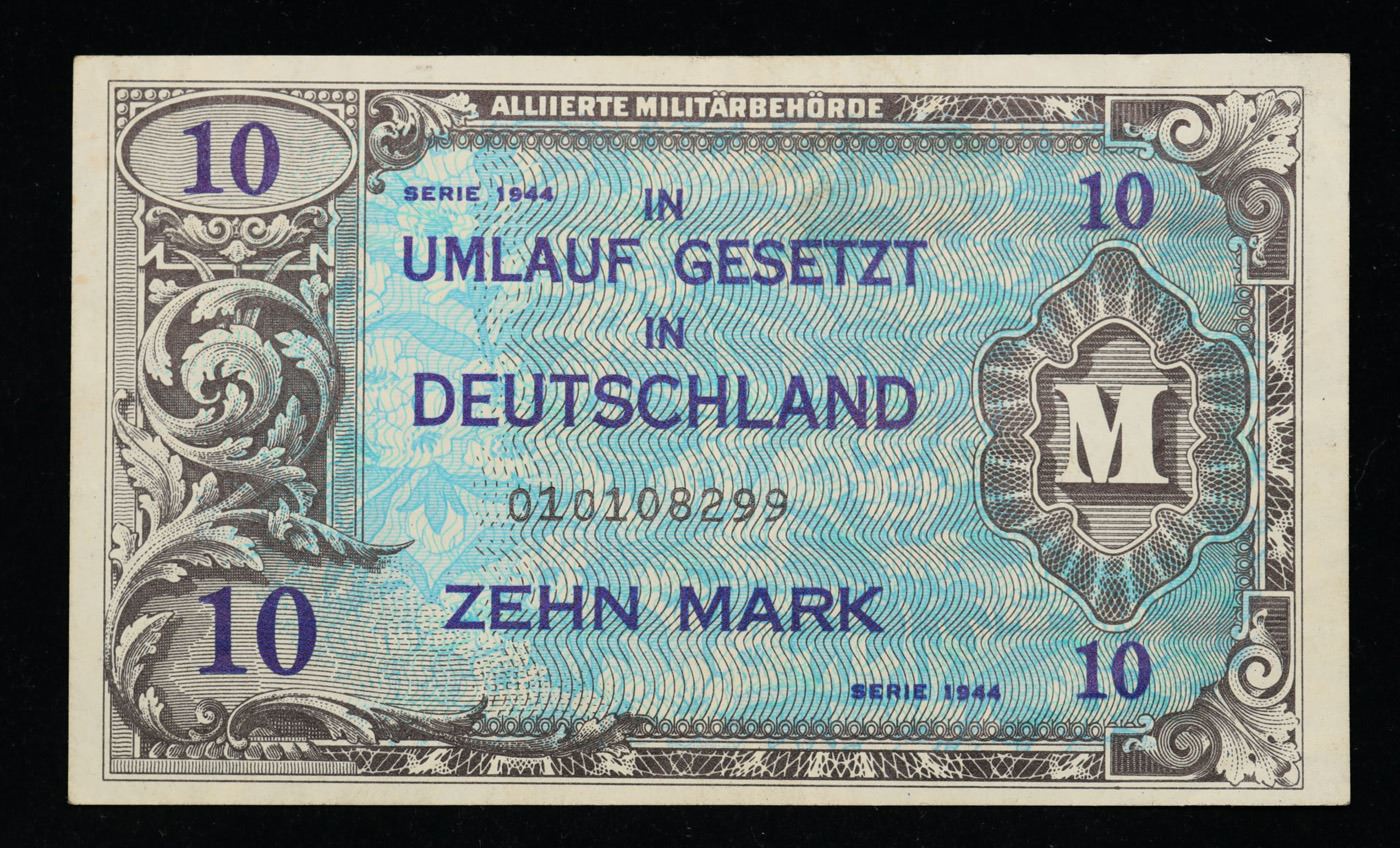 ALLIIERTE MILITÄRBEHÖRDE
10
SERIE 1944
10
IN
UMLAUF GESETZT
IN
DEUTSCHLAND
M
010108299
10
ZEHN MARK
10
SERIE 1944